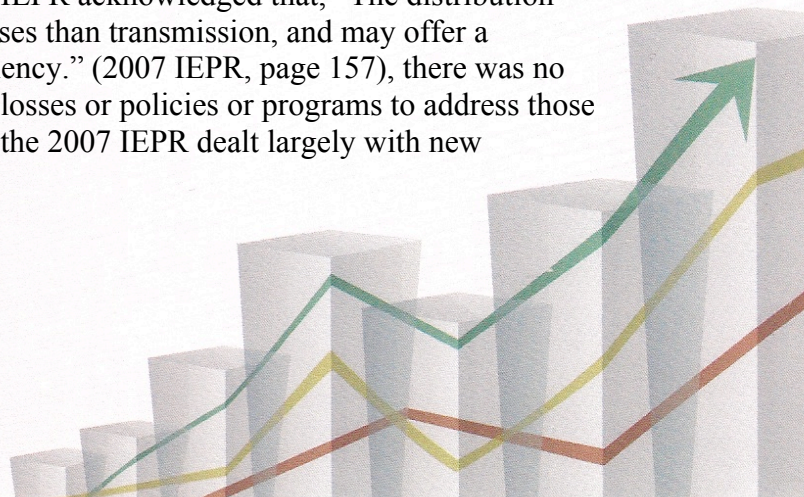 IEPR acknowledged that, "The distribution
ses than transmission, and may offer a
ency." (2007 IEPR, page 157), there was no
losses or policies or programs to address those
the 2007 IEPR dealt largely with new